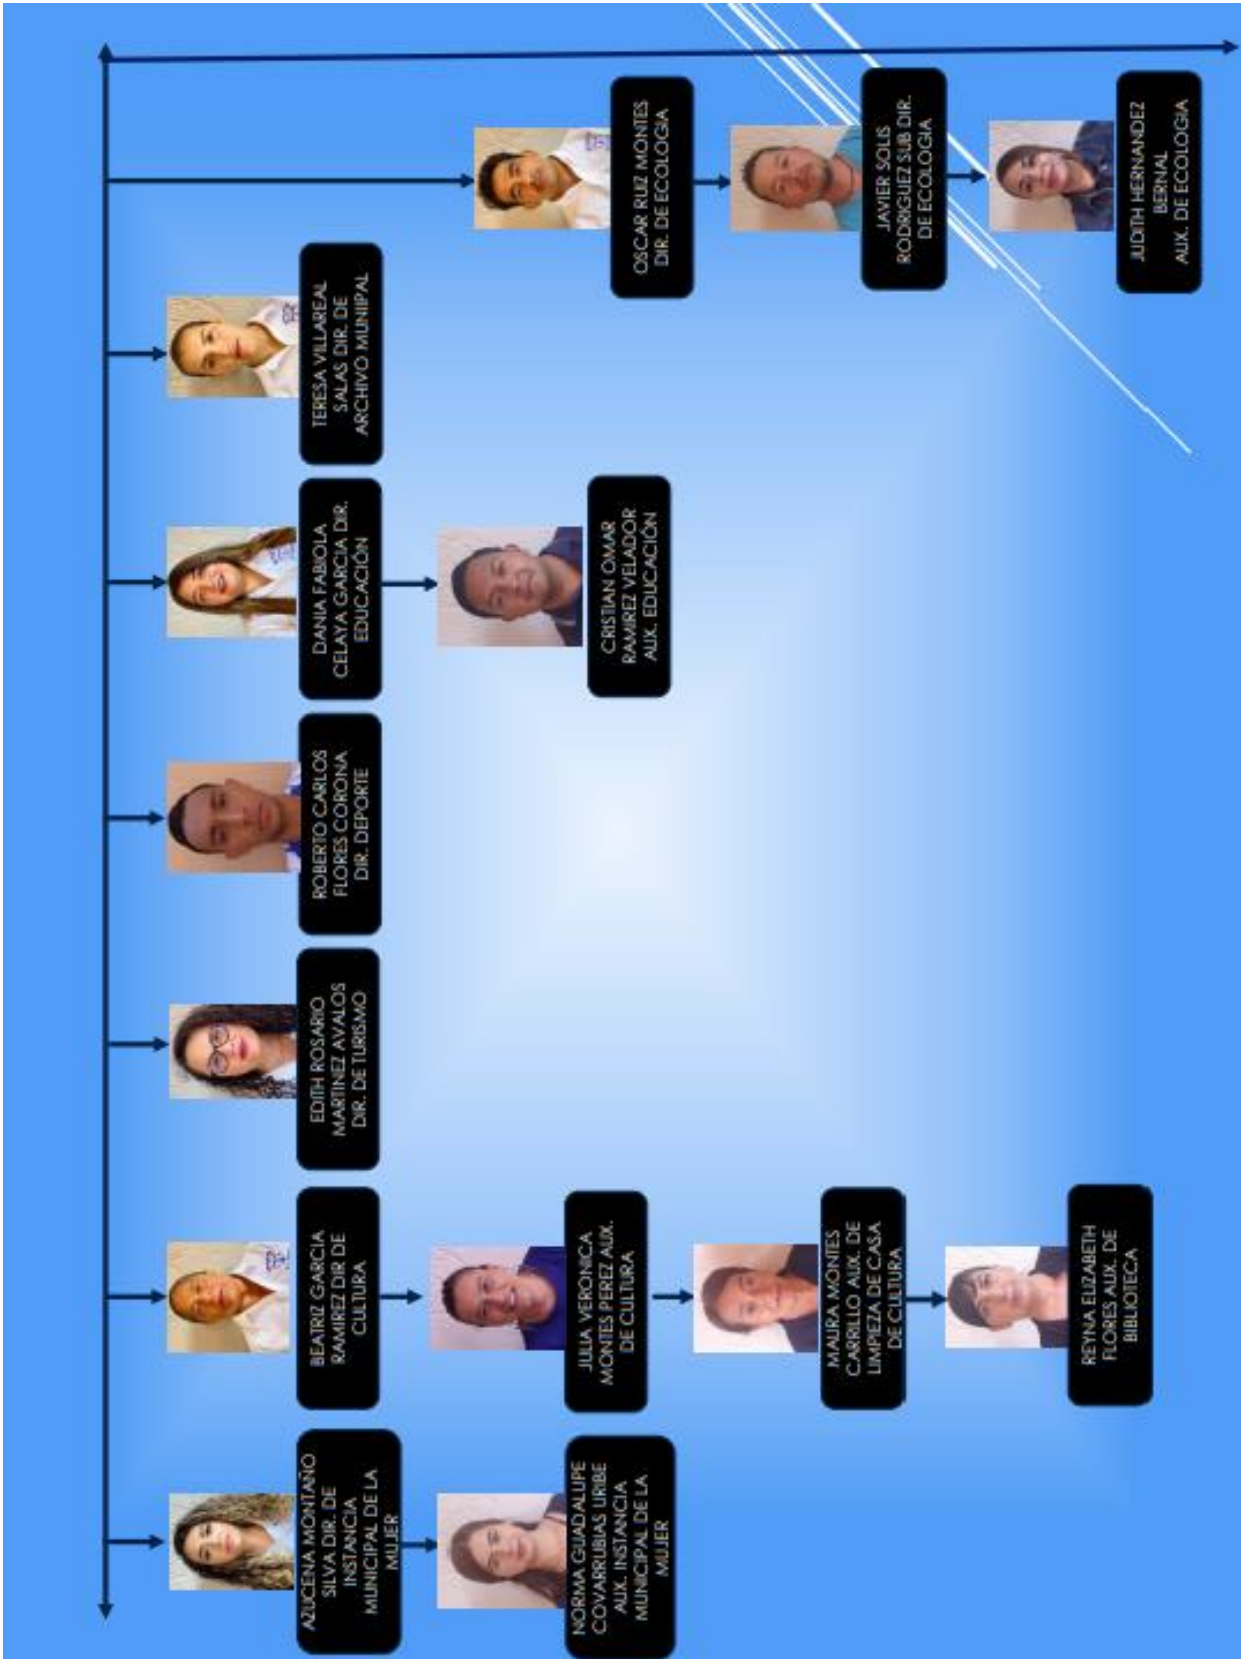 AZUCENA MONTAÑO
SILVA DIR. DE
INSTANCIA
MUNICIPAL DE LA
MUJER
BEATRIZ GARCIA
RAMIREZ DIR DE
CULTURA
EDITH ROSARIO
MARTINEZ AVALOS
DIR. DE TURISMO
ROBERTO CARLOS
FLORES CORONA
DIR. DEPORTE
DANIA FABIOLA
CELAYA GARCIA DIR.
EDUCACIÓN
TERESA VILLAREAL
SALAS DIR. DE
ARCHIVO MUNIIPAL
NORMA GUADALUPE
COVARRUBIAS URIBE
AUX. INSTANCIA
MUNICIPAL DE LA
MUJER
JULIA VERONICA
MONTES PEREZ AUX.
DE CULTURA
CRISTIAN OMAR
RAMIREZ VELADOR
AUX. EDUCACIÓN
OSCAR RUIZ MONTES
DIR. DE ECOLOGIA
MAURA MONTES
CARRILLO AUX. DE
LIMPIEZA DE CASA
DE CULTURA
JAVIER SOLIS
RODRIGUEZ SUB DIR.
DE ECOLOGIA
REYNA ELIZABETH
FLORES AUX. DE
BIBLIOTECA
JUDITH HERNANDEZ
BERNAL
AUX. DE ECOLOGIA